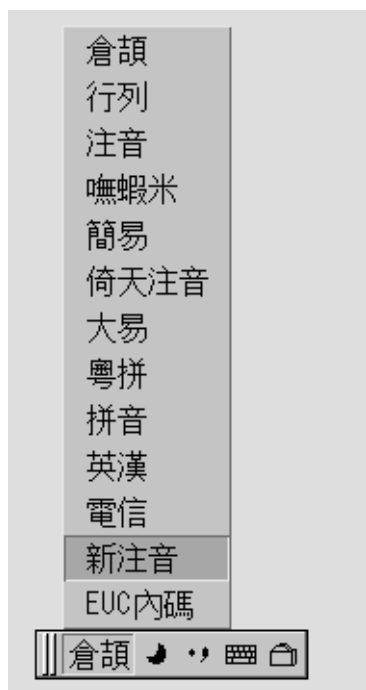 倉頡
行列
注音
嘸蝦米
簡易
倚天注音
大易
粵拼
拼音
英漢
電信
新注音
EUC內碼
倉頡